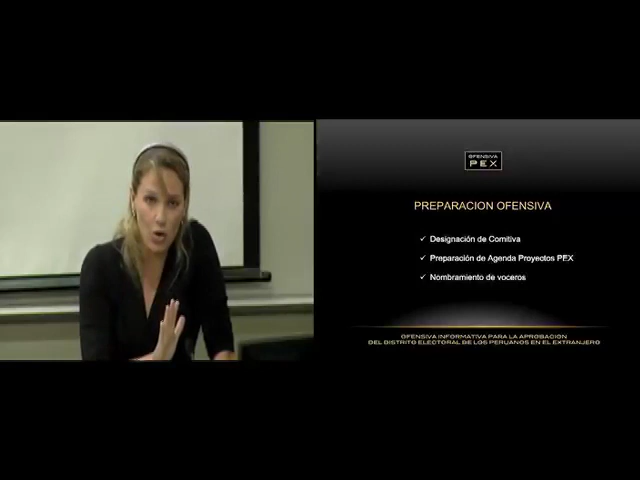 OFENSIVA
PEX
PREPARACION OFENSIVA
✓ Designación de Comitiva
✓ Preparación de Agenda Proyectos PEX
✓ Nombramiento de voceros
OFENSIVA INFORMATIVA PARA LA APROBACION
DEL DISTRITO ELECTORAL DE LOS PERUANOS EN EL EXTRANJERO